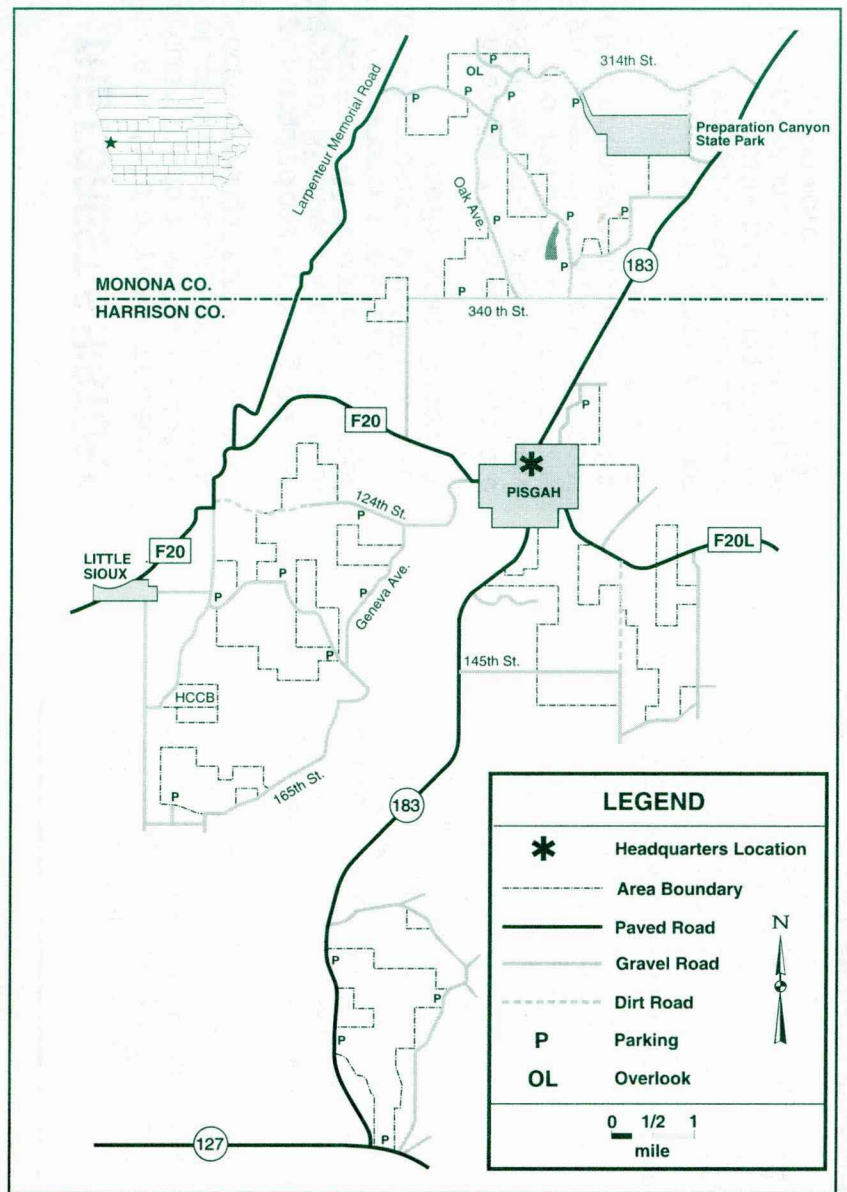 314th St.
P
OL
P
P
P
P
P
Larpenteur Memorial Road
Preparation Canyon
State Park
Oak Ave.
P
P
P
P
183
P
MONONA CO.
HARRISON CO.
340 th St.
F20
P
PISGAH
124th St.
P
F20
F20L
LITTLE
SIOUX
P
P
P
Geneva Ave.
P
145th St.
HCCB
P
165th St.
183
P
P
P
P
127
LEGEND
Headquarters Location
Area Boundary
Paved Road
N
Gravel Road
Dirt Road
P Parking
OL Overlook
0 1/2 1
mile